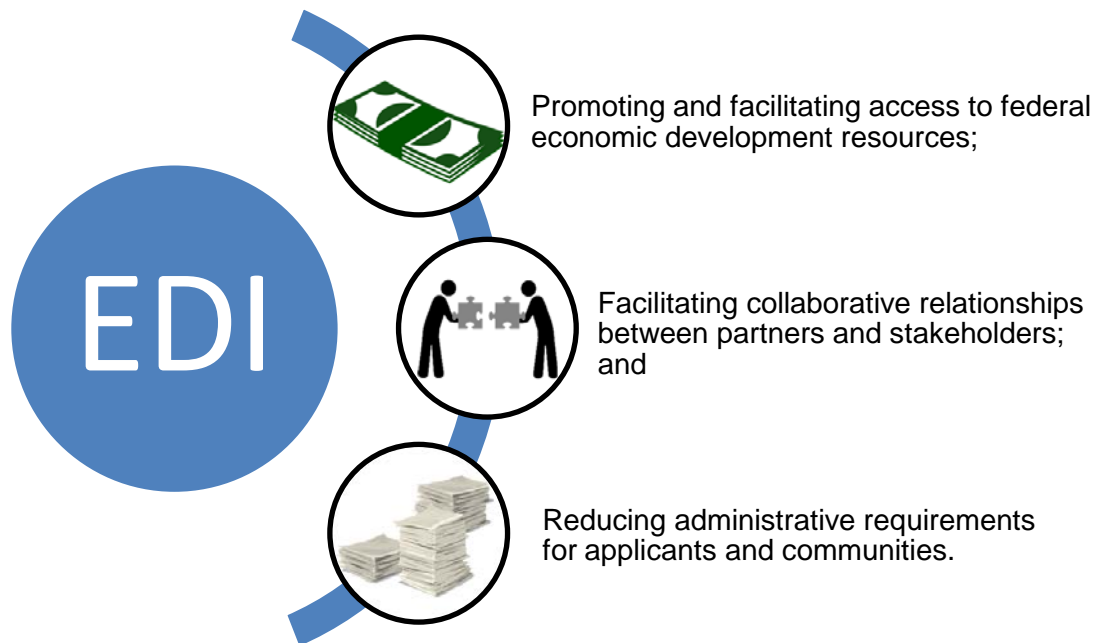 EDI
Promoting and facilitating access to federal
economic development resources;
Facilitating collaborative relationships
between partners and stakeholders;
and
Reducing administrative requirements
for applicants and communities.